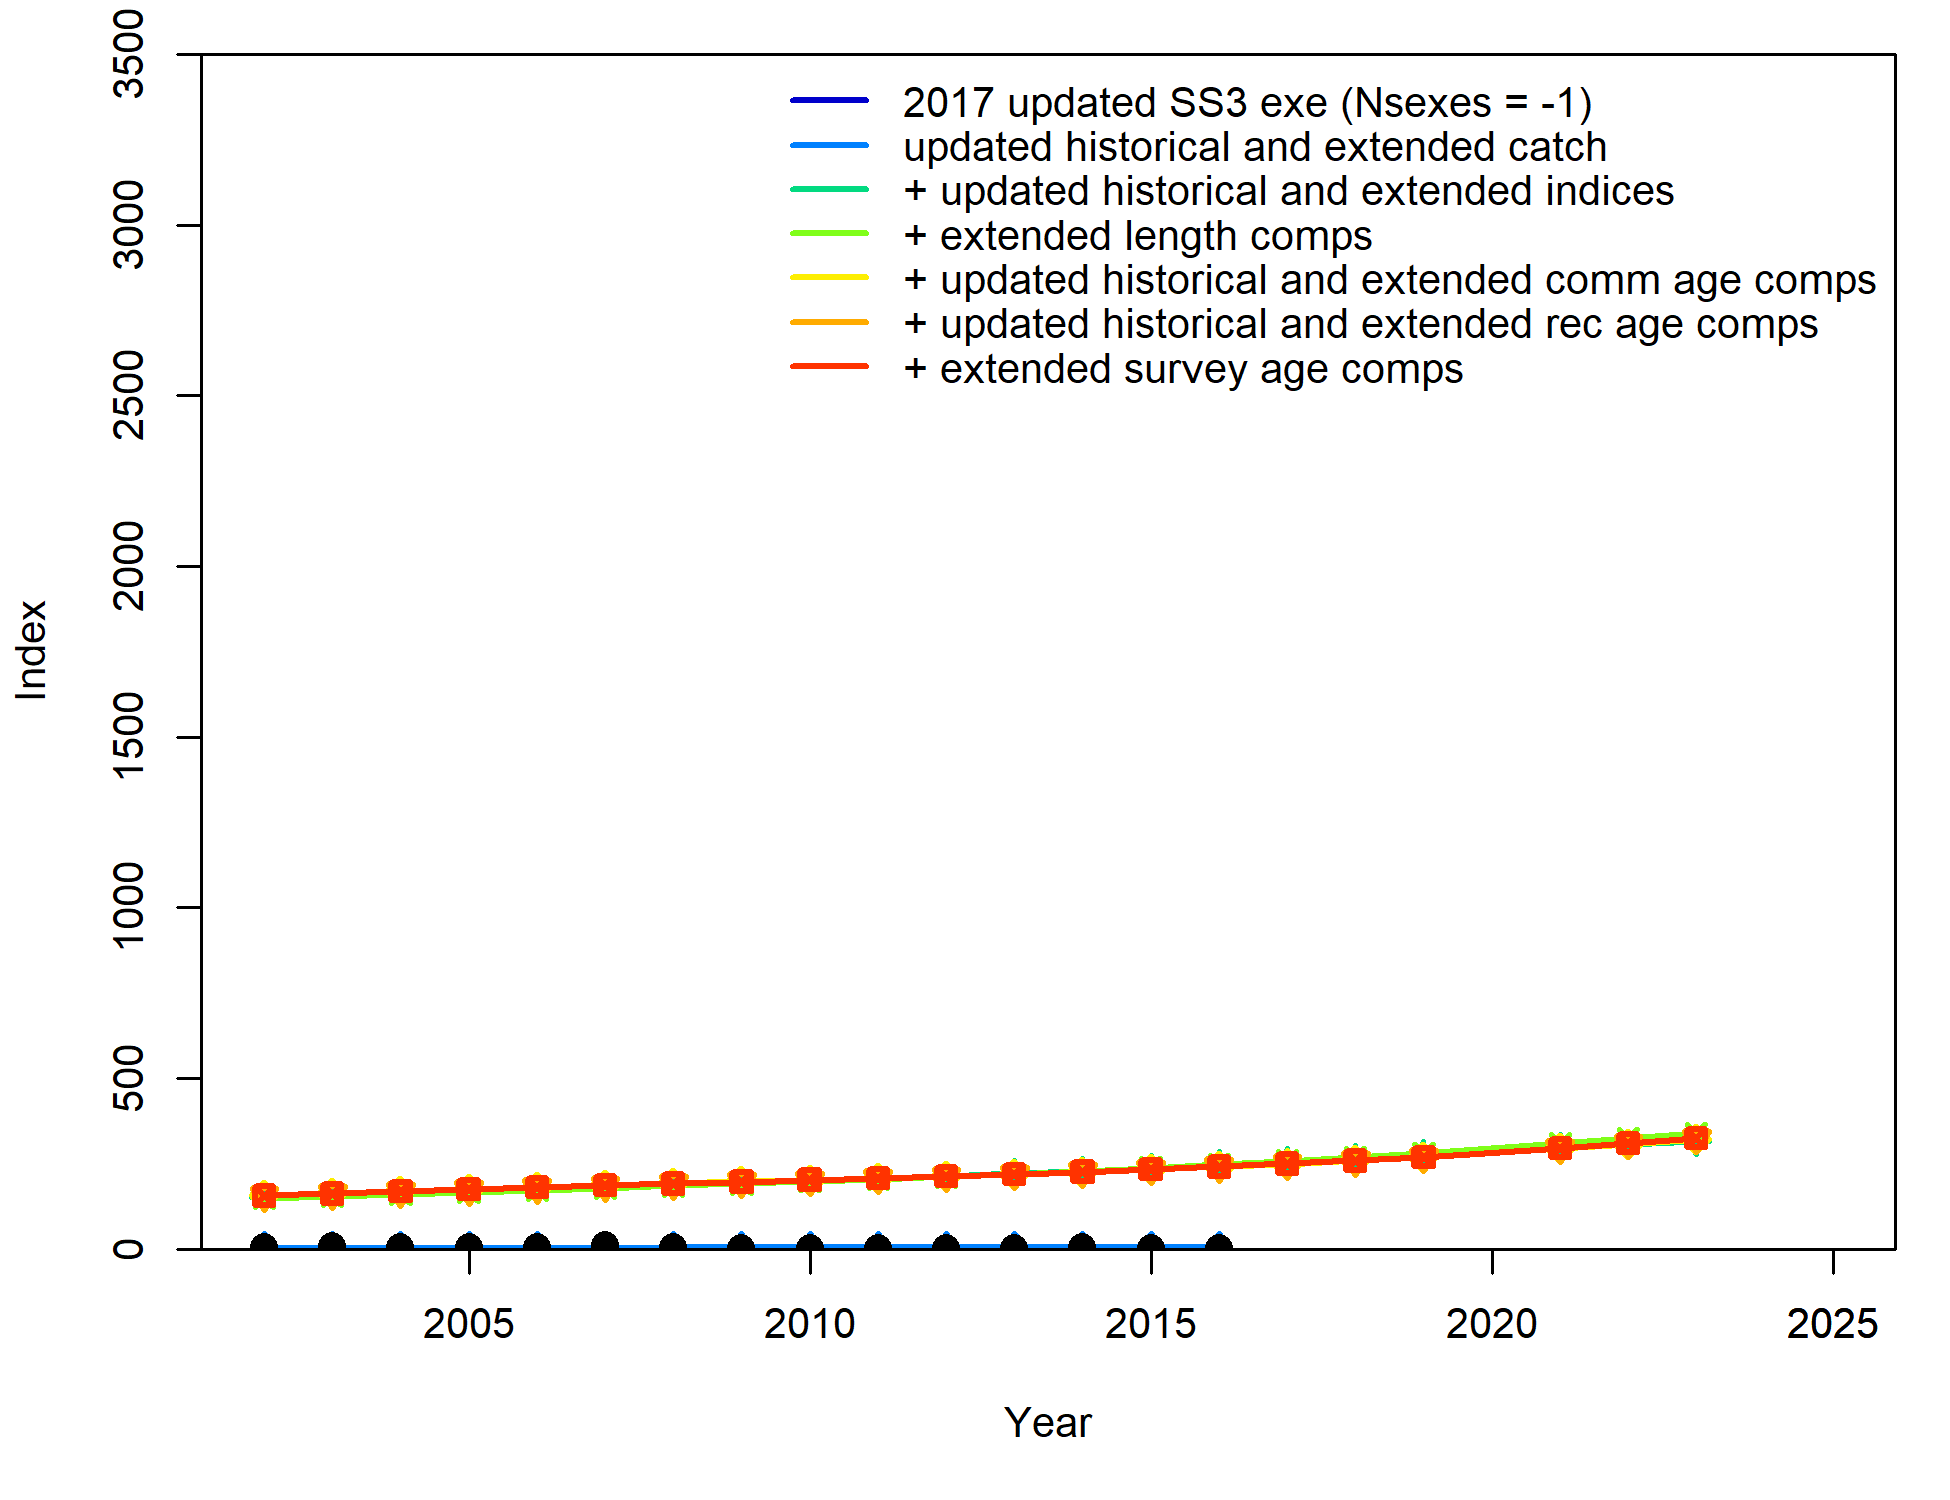 3500
3000
2500
2000
1500
1000
500
0
Index
2017 updated SS3 exe (Nsexes = -1)
updated historical and extended catch
+ updated historical and extended indices
+ extended length comps
+ updated historical and extended comm age comps
+ updated historical and extended rec age comps
+ extended survey age comps
2005 2010 2015 2020 2025
Year